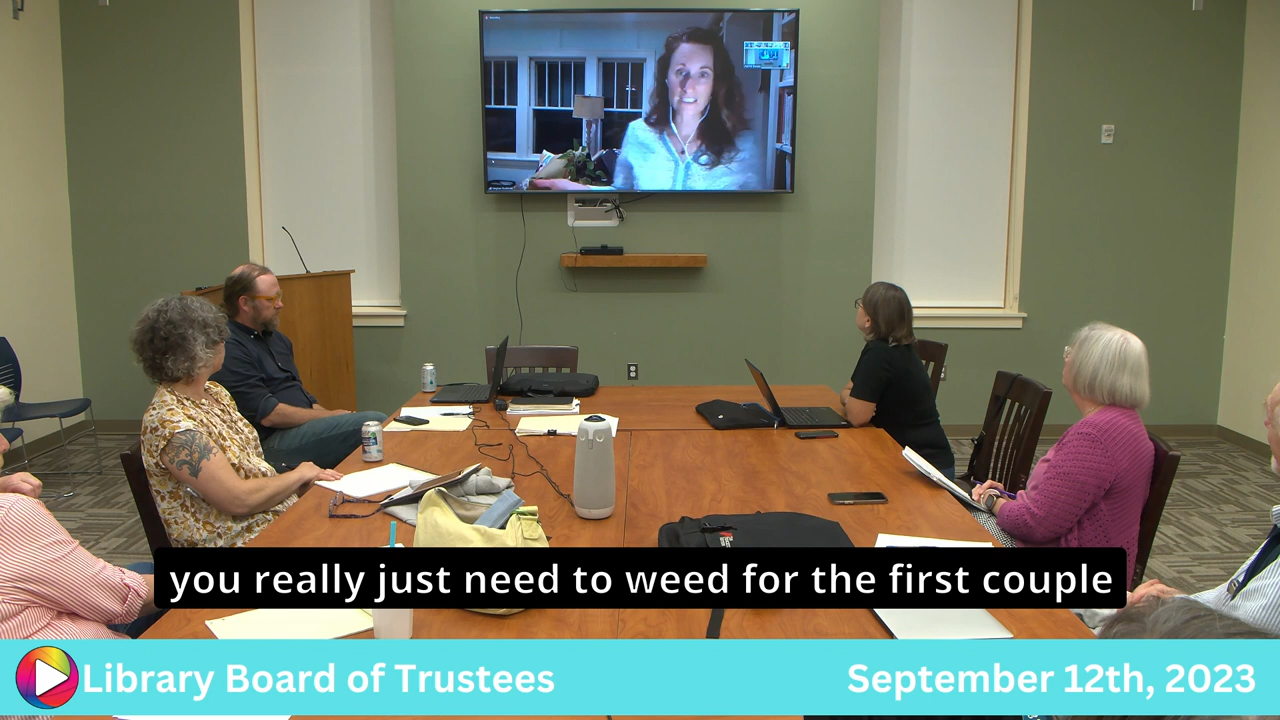 you really just need to weed for the first couple
Library Board of Trustees
September 12th, 2023